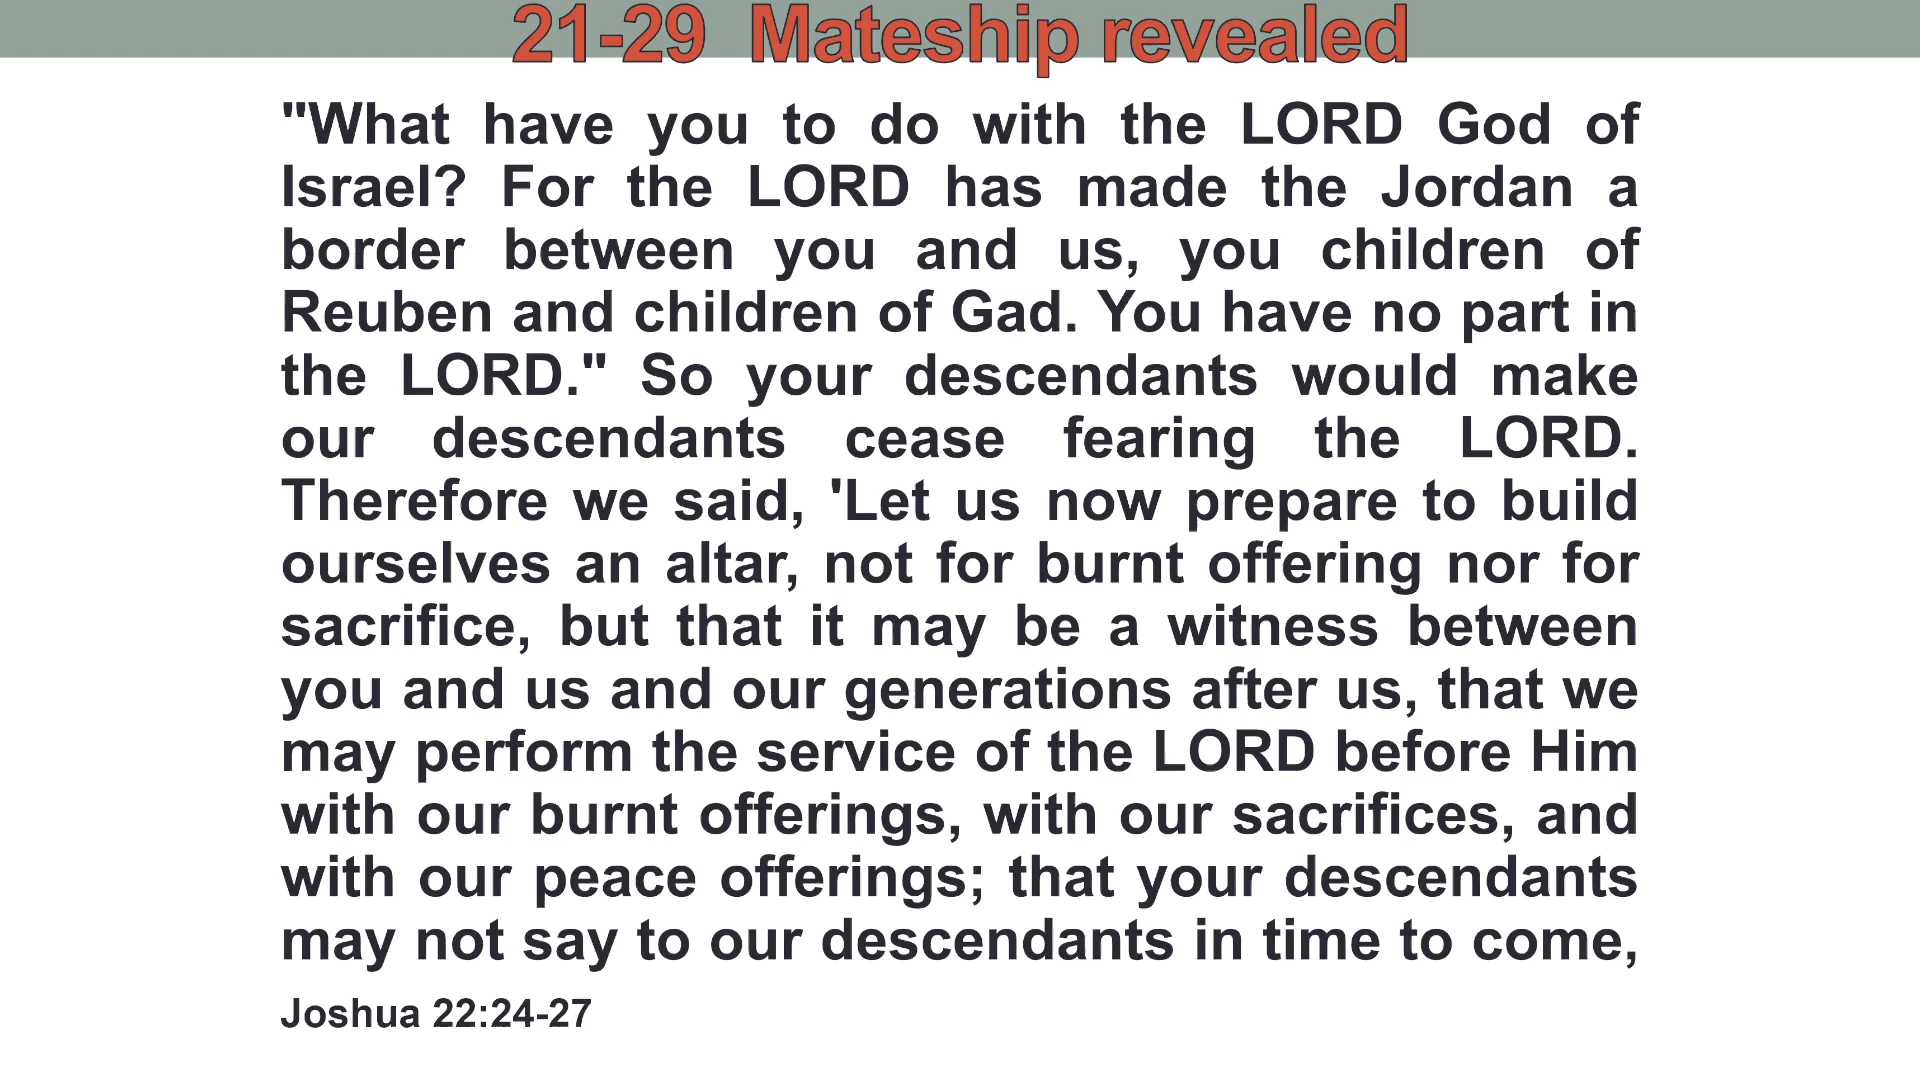 21-29 Mateship revealed
"What have you to do with the LORD God of
Israel? For the LORD has made the Jordan a
border between you and us, you children of
Reuben and children of Gad. You have no part in
the LORD." So your descendants would make
our descendants cease fearing the LORD.
Therefore we said, 'Let us now prepare to build
ourselves an altar, not for burnt offering nor for
sacrifice, but that it may be a witness between
you and us and our generations after us, that we
may perform the service of the LORD before Him
with our burnt offerings, with our sacrifices, and
with our peace offerings; that your descendants
may not say to our descendants in time to come,
Joshua 22:24-27